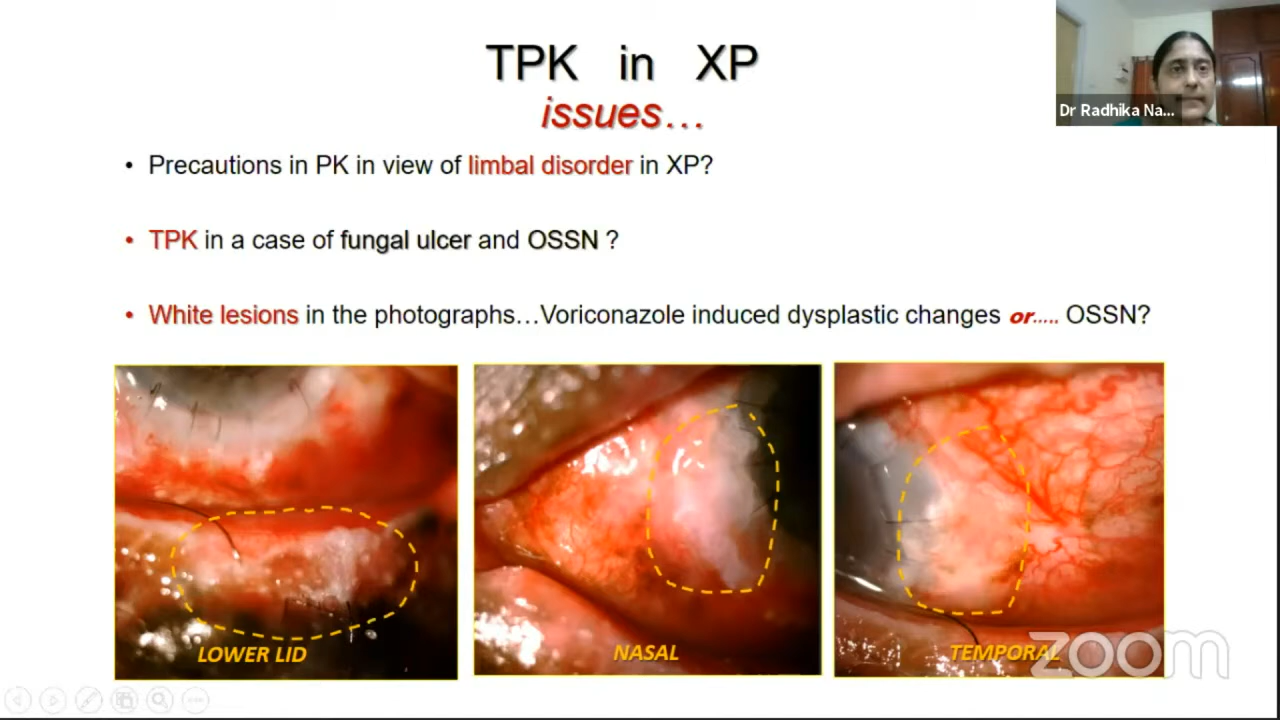 TPK in XP
issues...
Dr Radhika Na...
• Precautions in PK in view of limbal disorder in XP?
• TPK in a case of fungal ulcer and OSSN ?
• White lesions in the photographs...Voriconazole induced dysplastic changes or..... OSSN?
LOWER LID
NASAL
TEMPORAL
zoom